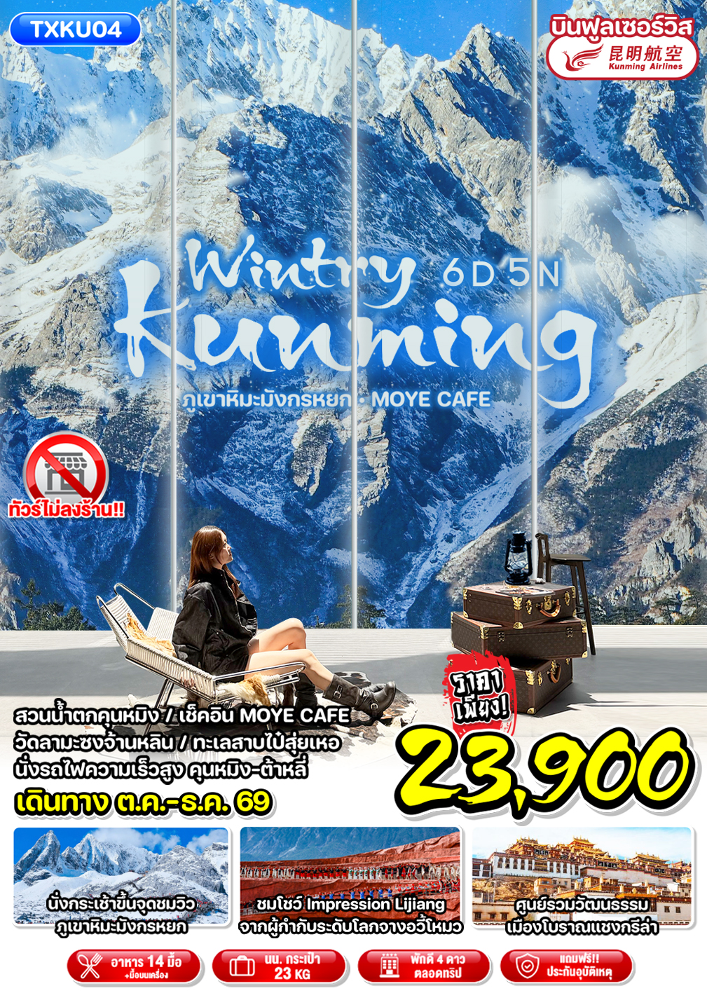 TXKU04
บินฟูลเซอร์วิส
昆明航空
Kunming Airlines
Wintry 6D 5N
Kunming
ภูเขาหิมะมังกรหยก • MOYE CAFE
ทัวร์ไม่ลงร้าน!!
ราคา
เพียง!
23,900
สวนน้ำตกคุนหมิง / เช็คอิน MOYE CAFE
วัดลามะซงจ้านหลิน / ทะเลสาบไป๋สุ่ยเหอ
นั่งรถไฟความเร็วสูง คุนหมิง-ต้าหลี่
เดินทาง ต.ค.-ธ.ค. 69
นั่งกระเช้าขึ้นจุดชมวิว
ภูเขาหิมะมังกรหยก
ชมโชว์ Impression Lijiang
จากผู้กำกับระดับโลกจางอวี้โหมว
ศูนย์รวมวัฒนธรรม
เมืองโบราณแชงกรีล่า
อาหาร 14 มื้อ
+มื้อบนเครื่อง
นน. กระเป๋า
23 KG
พักดี 4 ดาว
ตลอดทริป
แถมฟรี!!
ประกันอุบัติเหตุ